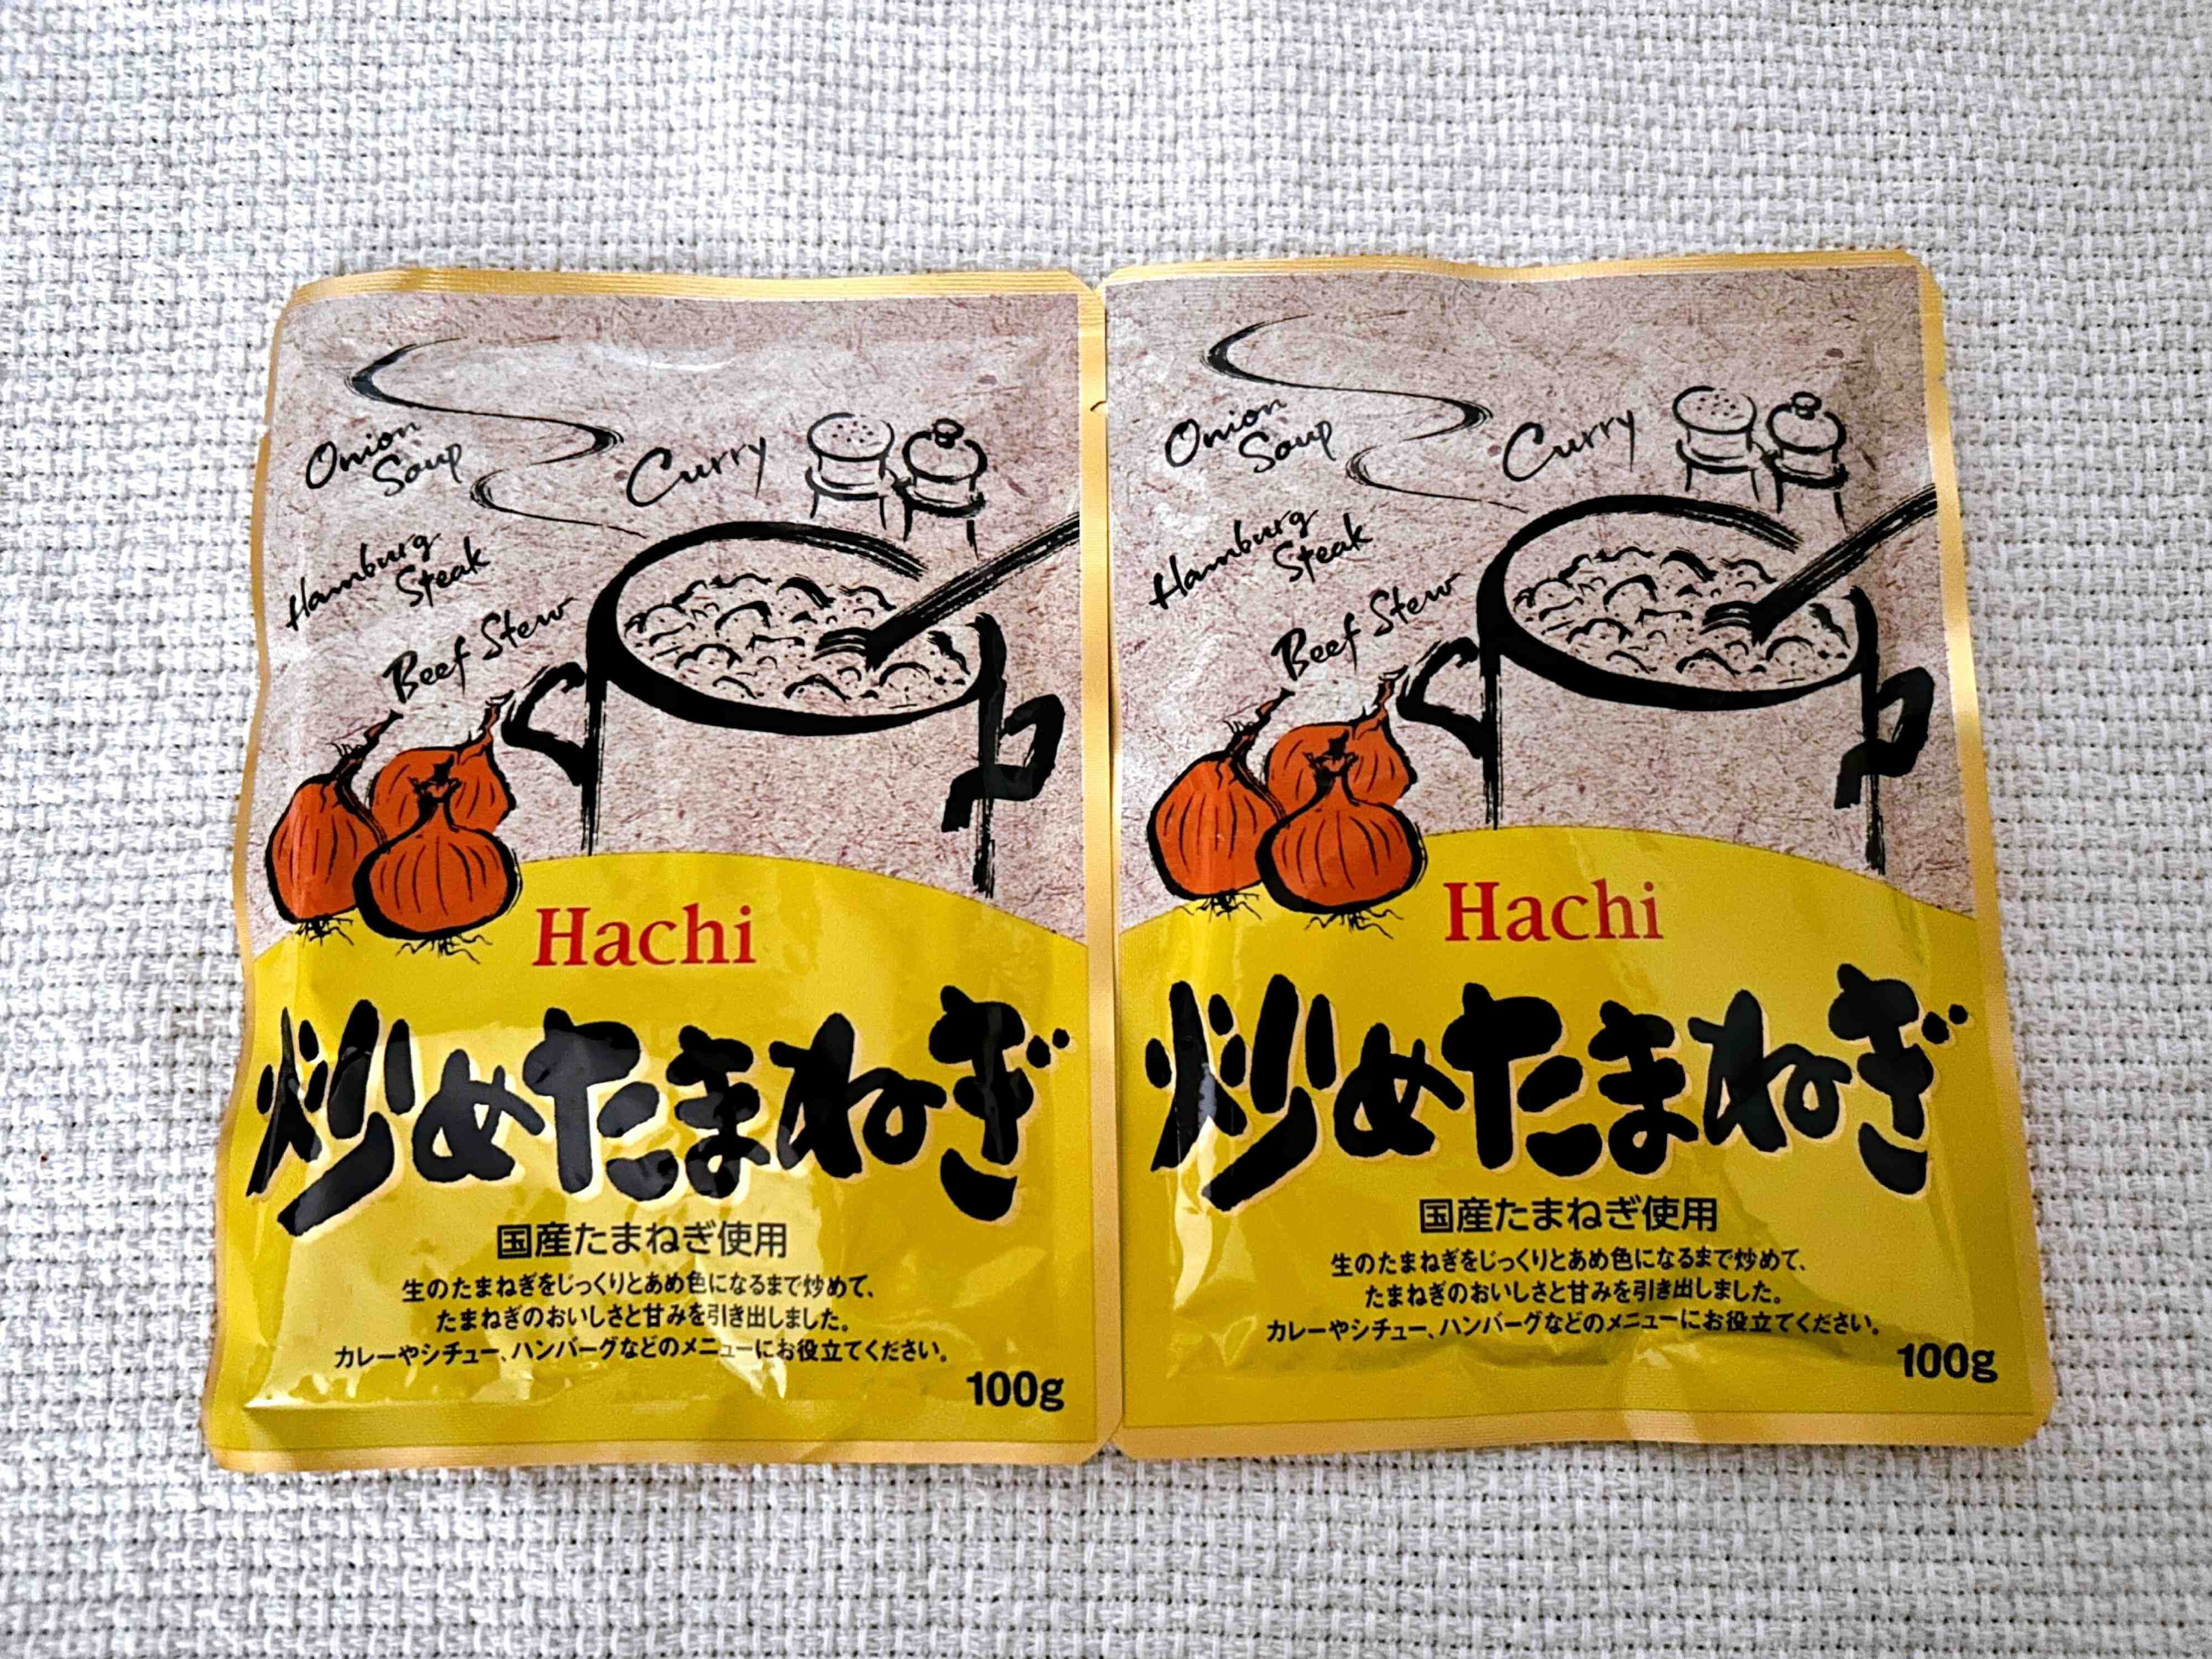 Onion
Soup
Curry
Hamburg
Steak
Beef Stew
Hachi
炒めたまねぎ
国産たまねぎ使用
生のたまねぎをじっくりとあめ色になるまで炒めて、
たまねぎのおいしさと甘みを引き出しました。
カレーやシチュー、ハンバーグなどのメニューにお役立てください。
100g
Onion
Soup
Curry
Hamburg
Steak
Beef Stew
Hachi
炒めたまねぎ
国産たまねぎ使用
生のたまねぎをじっくりとあめ色になるまで炒めて、
たまねぎのおいしさと甘みを引き出しました。
カレーやシチュー、ハンバーグなどのメニューにお役立てください。
100g